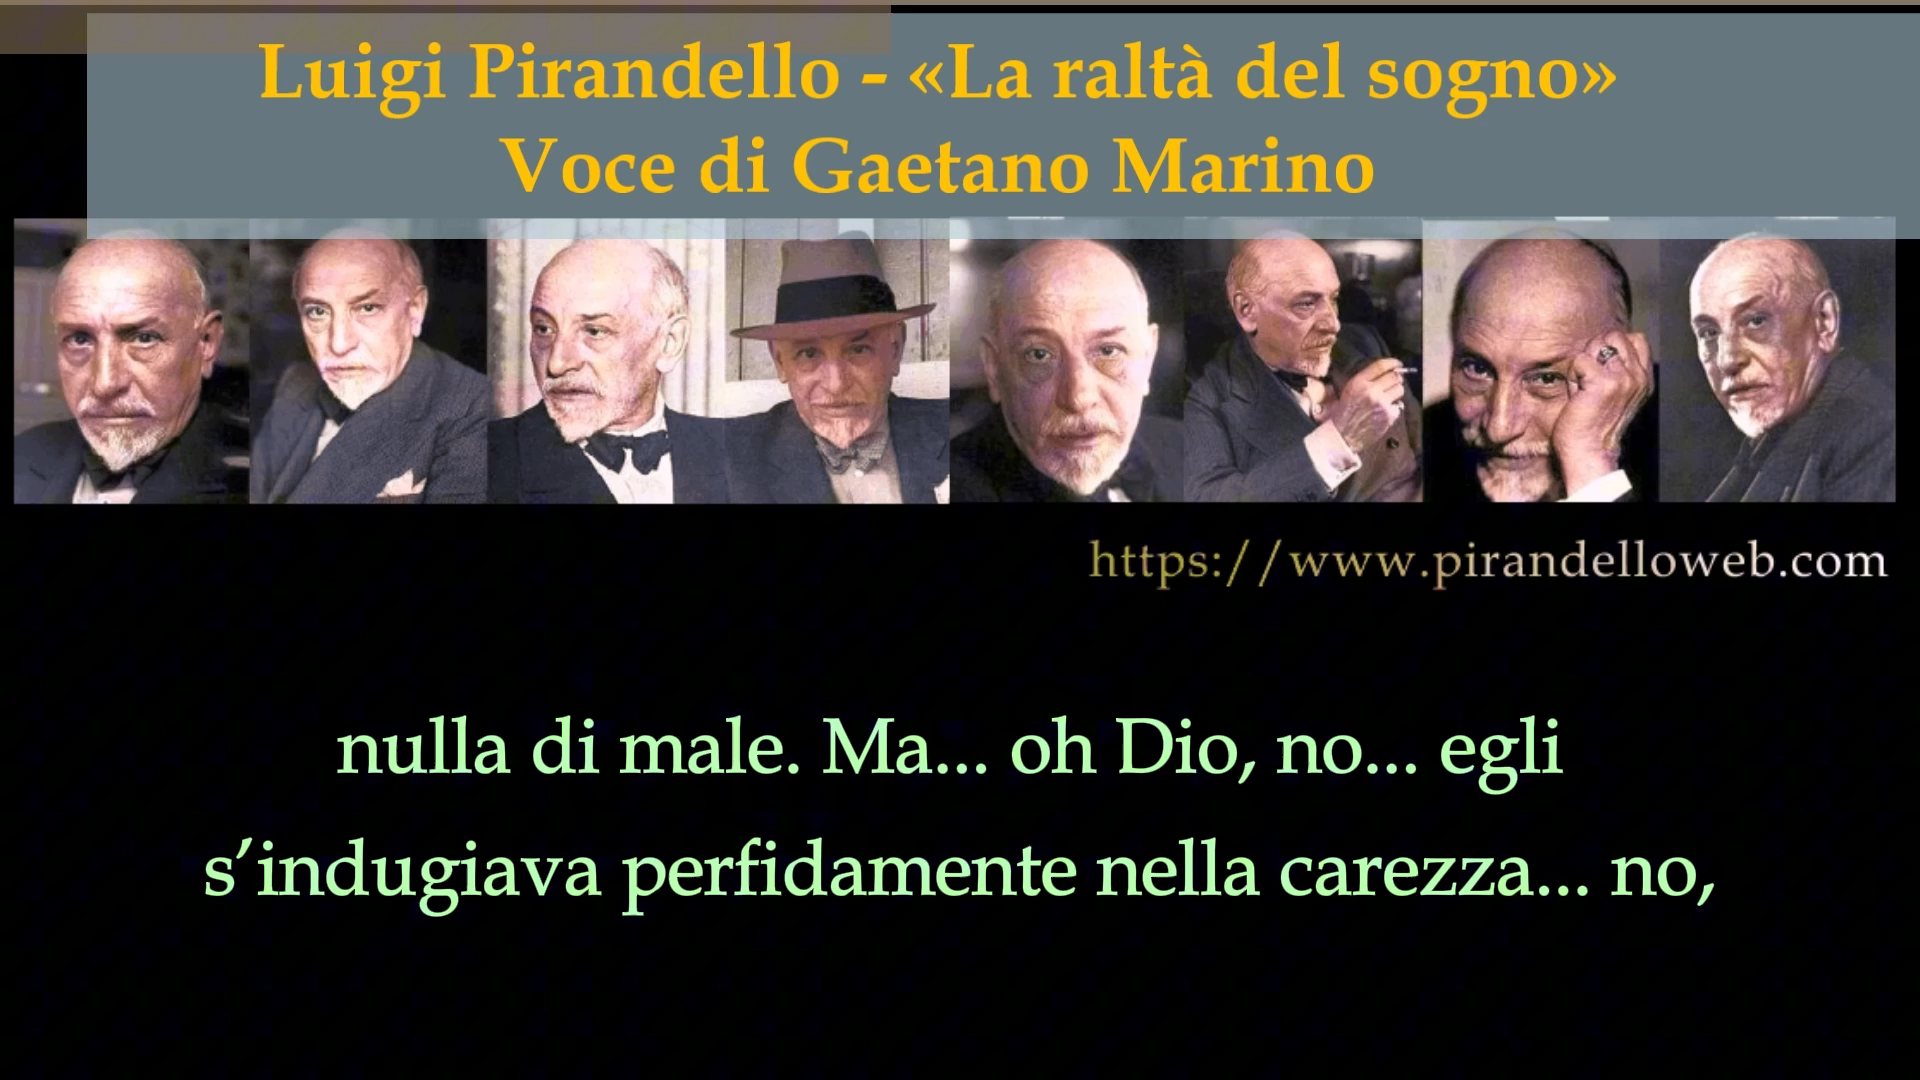 Luigi Pirandello - «La raltà del sogno»
Voce di Gaetano Marino
https://www.pirandelloweb.com
nulla di male. Ma... oh Dio, no... egli
s’indugiava perfidamente nella carezza... no,